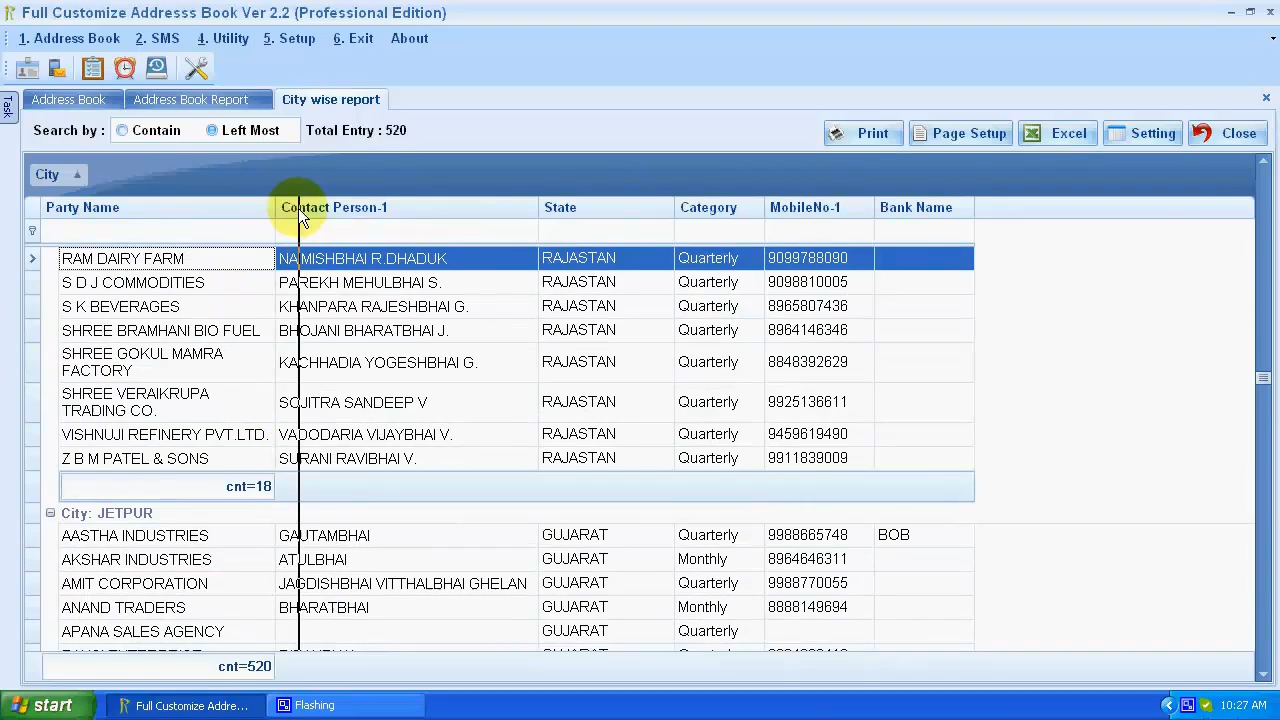 Full Customize Addresss Book Ver 2.2 (Professional Edition)
1. Address Book 2. SMS 4. Utility 5. Setup 6. Exit About
Task
Address Book Address Book Report City wise report
Search by : Contain Left Most Total Entry : 520 Print Page Setup Excel Setting Close
City
Party Name Contact Person-1 State Category MobileNo-1 Bank Name
RAM DAIRY FARM NAMISHBHAI R.DHADUK RAJASTAN Quarterly 9099788090
S D J COMMODITIES PAREKH MEHULBHAI S. RAJASTAN Quarterly 9098810005
S K BEVERAGES KHANPARA RAJESHBHAI G. RAJASTAN Quarterly 8965807436
SHREE BRAMHANI BIO FUEL BHOJANI BHARATBHAI J. RAJASTAN Quarterly 8964146346
SHREE GOKUL MAMRA FACTORY KACHHADIA YOGESHBHAI G. RAJASTAN Quarterly 8848392629
SHREE VERAIKRUPA TRADING CO. SOJITRA SANDEEP V RAJASTAN Quarterly 9925136611
VISHNUJI REFINERY PVT.LTD. VADODARIA VIJAYBHAI V. RAJASTAN Quarterly 9459619490
Z B M PATEL & SONS SURANI RAVIBHAI V. RAJASTAN Quarterly 9911839009
cnt=18
City: JETPUR
AASTHA INDUSTRIES GAUTAMBHAI GUJARAT Quarterly 9988665748 BOB
AKSHAR INDUSTRIES ATULBHAI GUJARAT Monthly 8964646311
AMIT CORPORATION JAGDISHBHAI VITTHALBHAI GHELAN GUJARAT Quarterly 9988770055
ANAND TRADERS BHARATBHAI GUJARAT Monthly 8888149694
APANA SALES AGENCY GUJARAT Quarterly
cnt=520
start Full Customize Addre... Flashing 10:27 AM